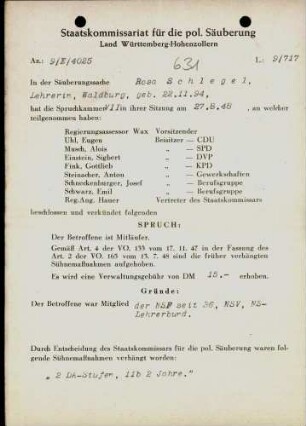 Staatskommissariat für die pol. Säuberung
Land Württemberg-Hohenzollern
Az.: 9/E/4025
631
L: 9/717
In der Säuberungssache Rosa Schlegel,
Lehrerin, Waldburg, geb. 22.11.94,
hat die Spruchkammer VII in ihrer Sitzung am 27.8.48 , an welcher
teilgenommen haben:
Regierungsassessor Wax Vorsitzender
Uhl, Eugen Beisitzer — CDU
Musch, Alois „ — SPD
Einstein, Sighert „ — DVP
Fink, Gottlieb „ — KPD
Steinacher, Anton „ — Gewerkschaften
Schneckenburger, Josef „ — Berufsgruppe
Schwarz, Emil „ — Berufsgruppe
Reg.Ang. Hauer Vertreter des Staatskommissars
beschlossen und verkündet folgenden
SPRUCH:
Der Betroffene ist Mitläufer.
Gemäß Art. 4 der VO. 133 vom 17. 11. 47 in der Fassung des
Art. 2 der VO. 165 vom 13. 7. 48 sind die früher verhängten
Sühnemaßnahmen aufgehoben.
Es wird eine Verwaltungsgebühr von DM 15.- erhoben.
Gründe:
Der Betroffene war Mitglied der NSF seit 36, NSV, NS-
Lehrerbund.
Durch Entscheidung des Staatskommissars für die pol. Säuberung waren fol-
gende Sühnemaßnahmen verhängt worden:
„ 2 DA-Stufen, IIb 2 Jahre."